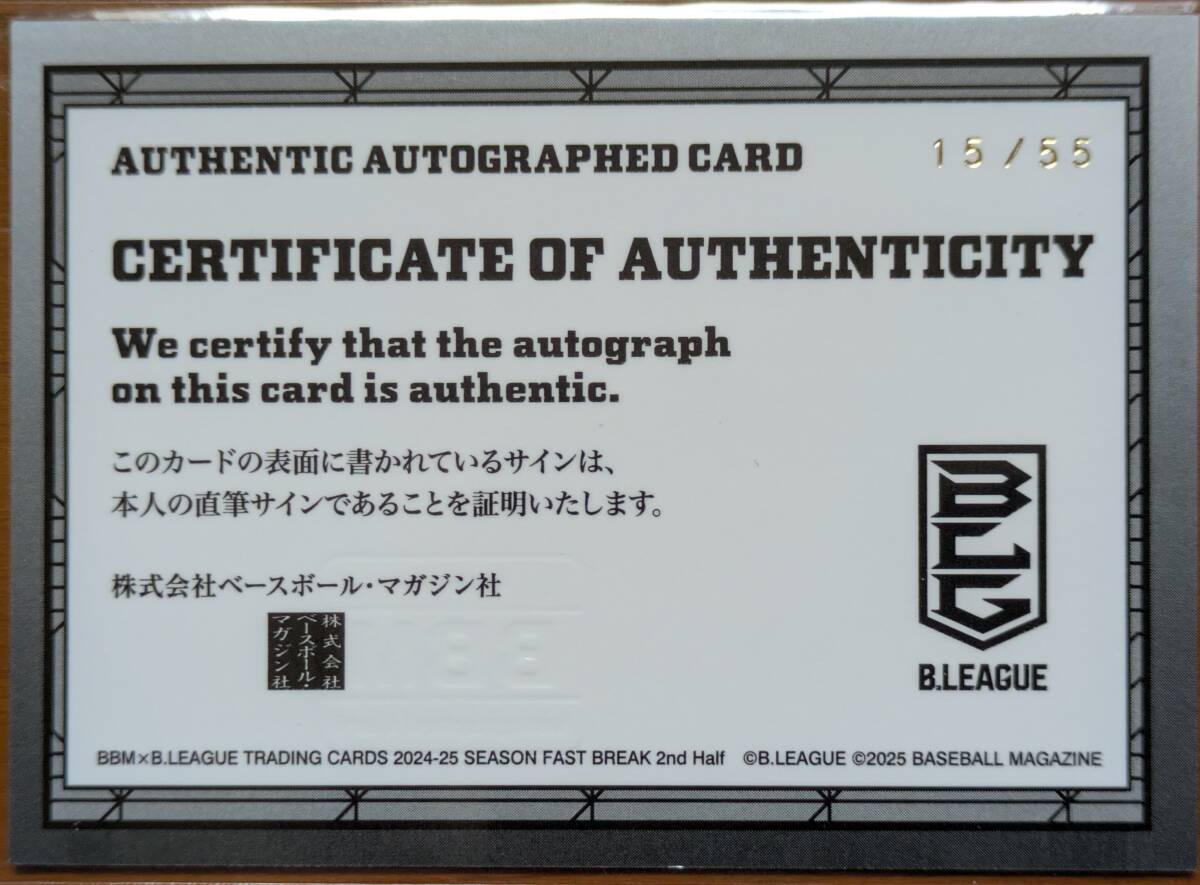 AUTHENTIC AUTOGRAPHED CARD
15/55
CERTIFICATE OF AUTHENTICITY
We certify that the autograph
on this card is authentic.
このカードの表面に書かれているサインは、
本人の直筆サインであることを証明いたします。
株式会社ベースボール・マガジン社
株式会社
ベースボール・
マガジン社
BBM
BLG
B.LEAGUE
BBM×B.LEAGUE TRADING CARDS 2024-25 SEASON FAST BREAK 2nd Half ©B.LEAGUE ©2025 BASEBALL MAGAZINE